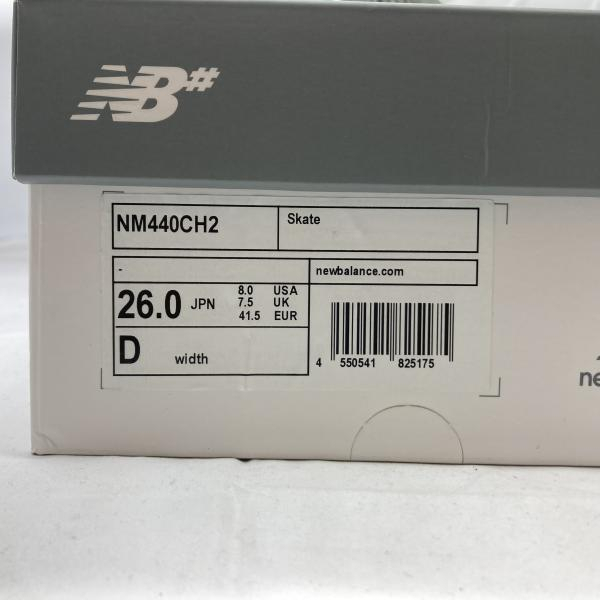 NB#
NM440CH2
Skate
-
newbalance.com
26.0 JPN
8.0 USA
7.5 UK
41.5 EUR
D width
4 550541 825175
ne